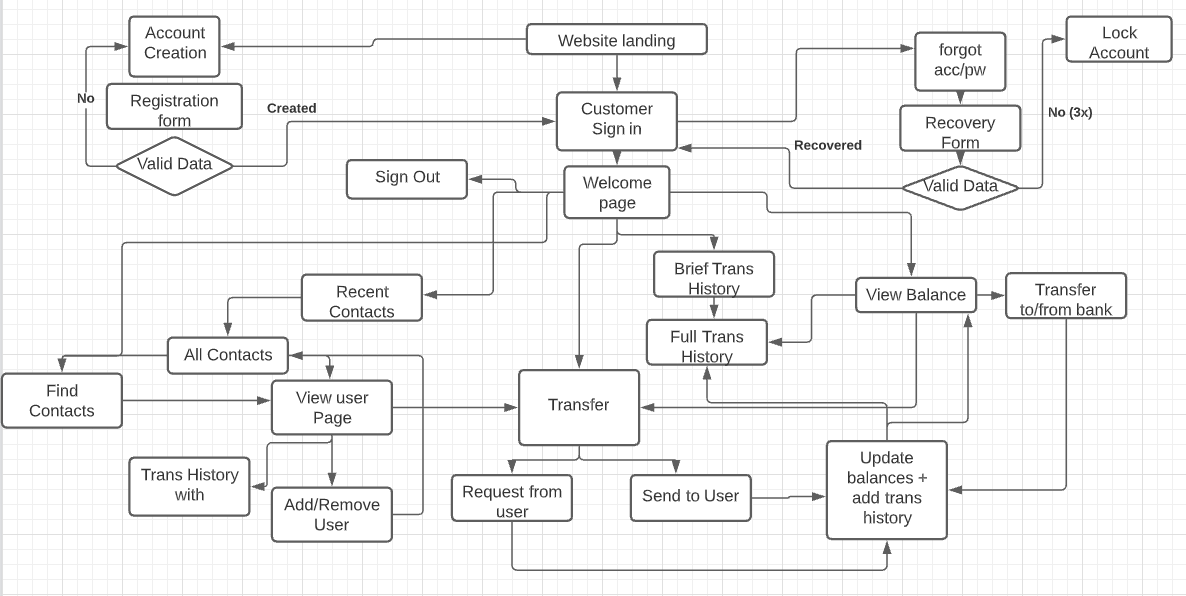 Account
Creation
Website landing
forgot
acc/pw
Lock
Account
No
Registration
form
Created
Customer
Sign in
Recovery
Form
No (3x)
Recovered
Valid Data
Sign Out
Welcome
page
Valid Data
Brief Trans
History
Recent
Contacts
View Balance
Transfer
to/from bank
All Contacts
Full Trans
History
Find
Contacts
View user
Page
Transfer
Trans History
with
Add/Remove
User
Request from
user
Send to User
Update
balances +
add trans
history